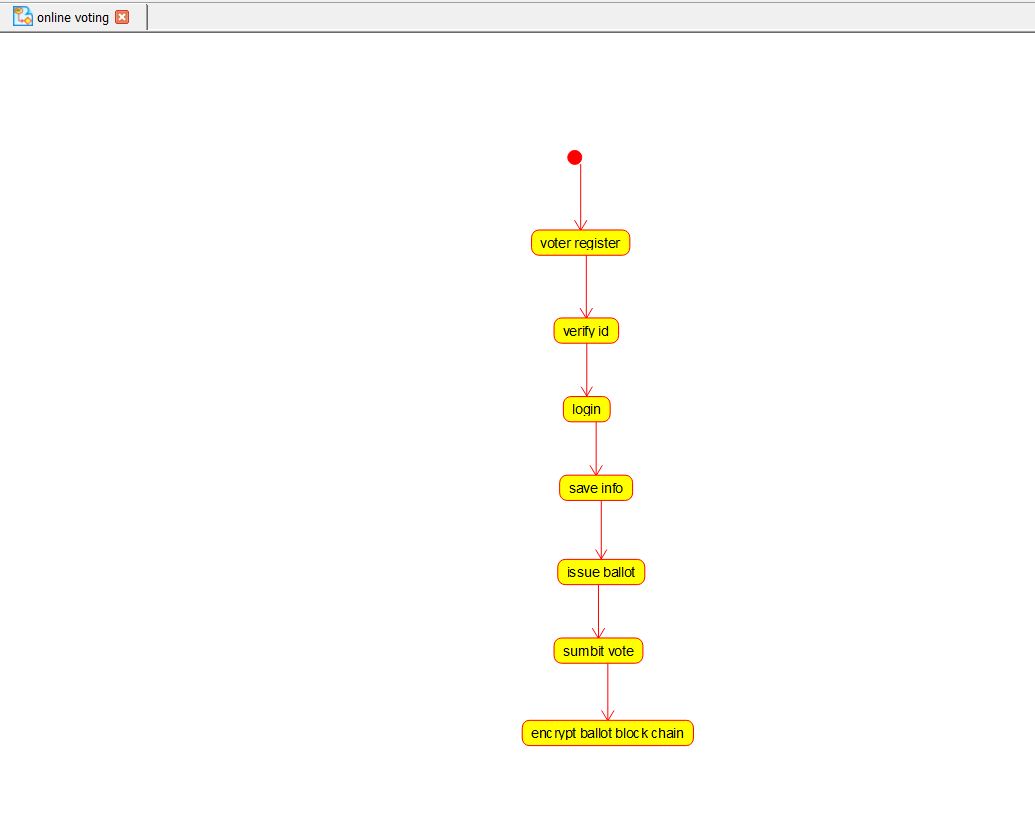 online voting
voter register
verify id
login
save info
issue ballot
sumbit vote
encrypt ballot block chain